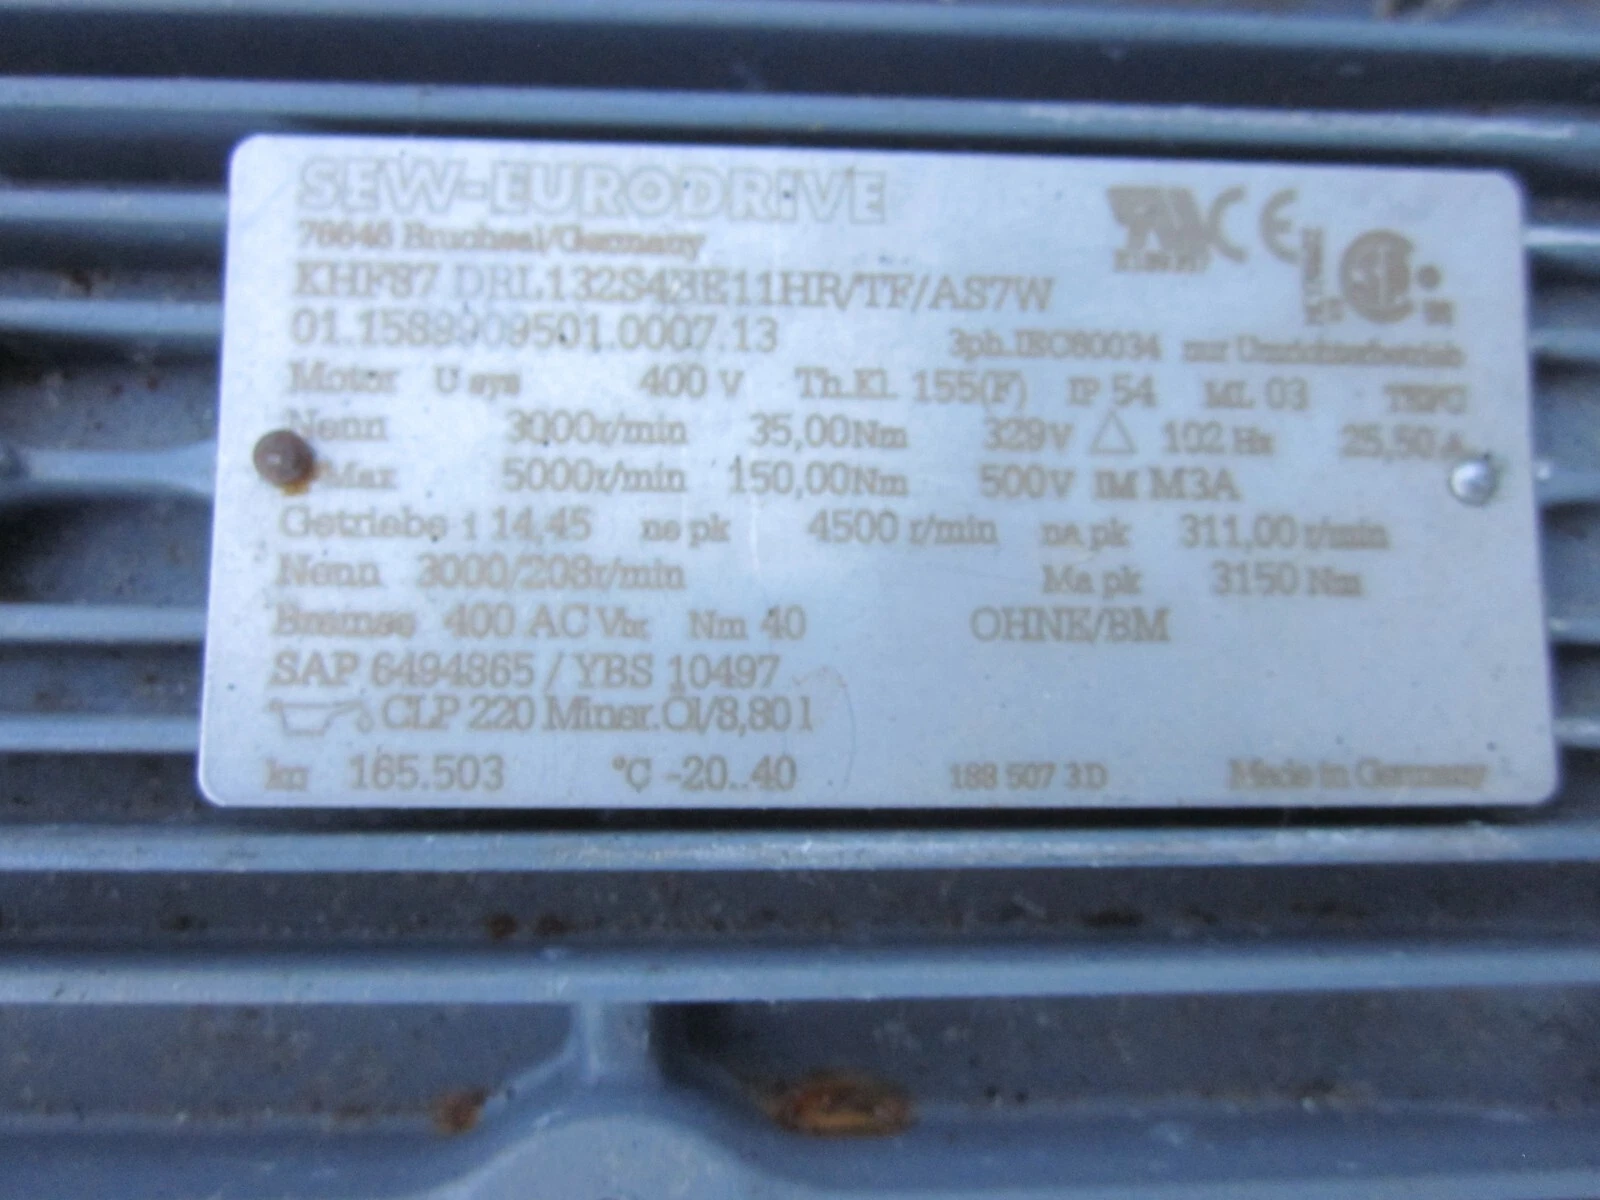 SEW-EURODRIVE
76646 Bruchsal/Germany
KHF87 DRL132S4BE11HR/TF/AS7W
01.1589909501.0007.13 3ph.IEC60034 nur Umrichterbetrieb
Motor U sys 400 V Th.Kl. 155(F) IP 54 ML 03 TEFC
Nenn 3000r/min 35,00Nm 329V △ 102 Hz 25,50 A
Max 5000r/min 150,00Nm 500V IM M3A
Getriebe i 14,45 ne pk 4500 r/min na pk 311,00 r/min
Nenn 3000/208r/min Ma pk 3150 Nm
Bremse 400 AC Vbr Nm 40 OHNE/BM
SAP 6494865 / YBS 10497
CLP 220 Miner.Öl/8,80 l
kg 165.503 °C -20..40 188 507 3D Made in Germany